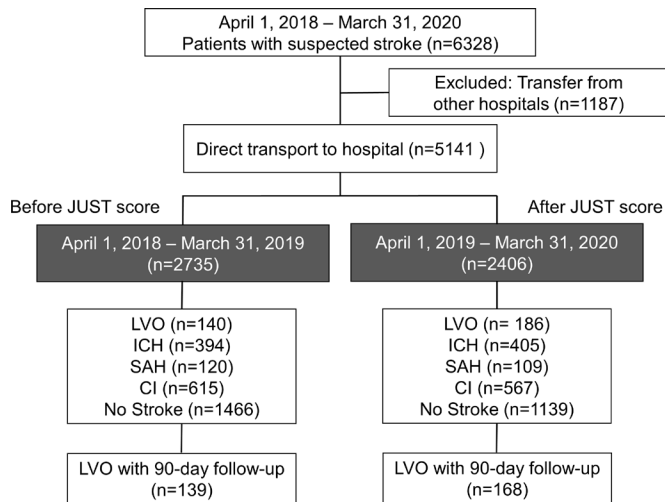 April 1, 2018 – March 31, 2020
Patients with suspected stroke (n=6328)
Excluded: Transfer from
other hospitals (n=1187)
Direct transport to hospital (n=5141 )
Before JUST score
After JUST score
April 1, 2018 – March 31, 2019
(n=2735)
April 1, 2019 – March 31, 2020
(n=2406)
LVO (n=140)
ICH (n=394)
SAH (n=120)
CI (n=615)
No Stroke (n=1466)
LVO (n= 186)
ICH (n=405)
SAH (n=109)
CI (n=567)
No Stroke (n=1139)
LVO with 90-day follow-up
(n=139)
LVO with 90-day follow-up
(n=168)